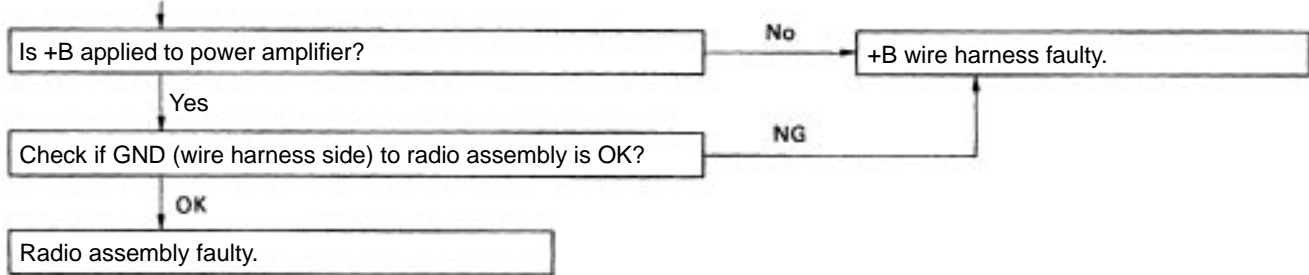 Is +B applied to power amplifier?
No
+B wire harness faulty.
Yes
Check if GND (wire harness side) to radio assembly is OK?
NG
OK
Radio assembly faulty.